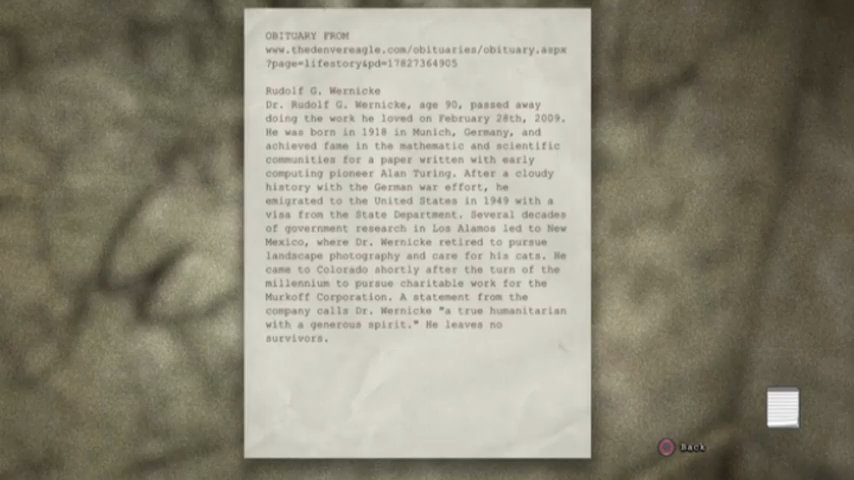 OBITUARY FROM
www.thedenvereagle.com/obituaries/obituary.aspx
?page=lifestory&pd=17827364905
Rudolf G. Wernicke
Dr. Rudolf G. Wernicke, age 90, passed away
doing the work he loved on February 28th, 2009.
He was born in 1918 in Munich, Germany, and
achieved fame in the mathematic and scientific
communities for a paper written with early
computing pioneer Alan Turing. After a cloudy
history with the German war effort, he
emigrated to the United States in 1949 with a
visa from the State Department. Several decades
of government research in Los Alamos led to New
Mexico, where Dr. Wernicke retired to pursue
landscape photography and care for his cats. He
came to Colorado shortly after the turn of the
millennium to pursue charitable work for the
Murkoff Corporation. A statement from the
company calls Dr. Wernicke "a true humanitarian
with a generous spirit." He leaves no
survivors.
Back